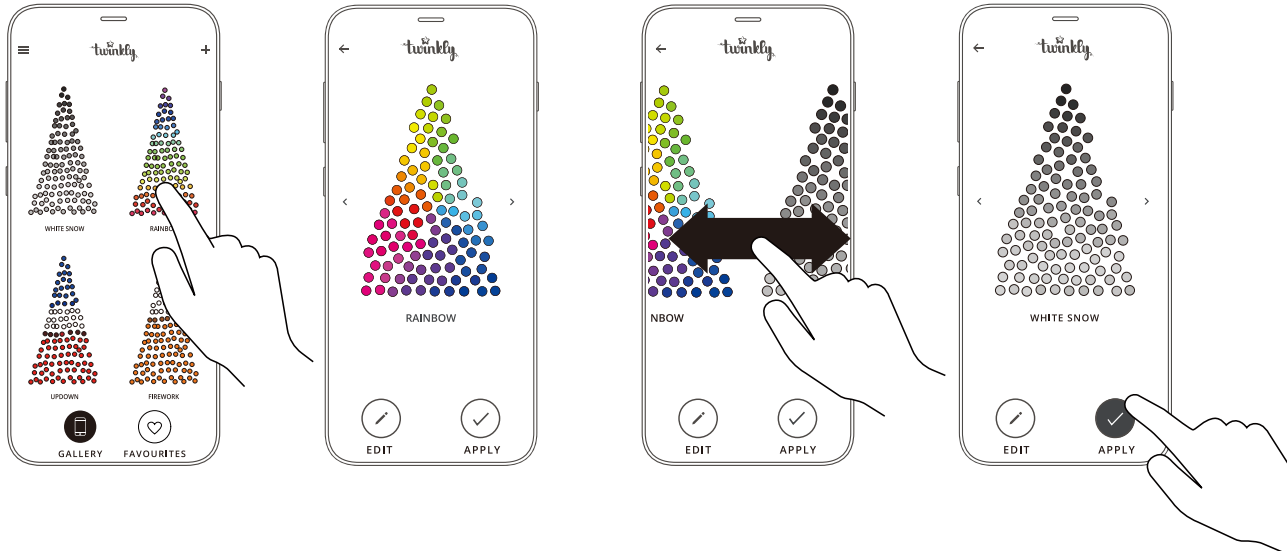 twinkly
WHITE SNOW
RAINBO
UPDOWN
FIREWORK
GALLERY
FAVOURITES
twinkly
RAINBOW
EDIT
APPLY
twinkly
NBOW
EDIT
APPLY
twinkly
WHITE SNOW
EDIT
APPLY